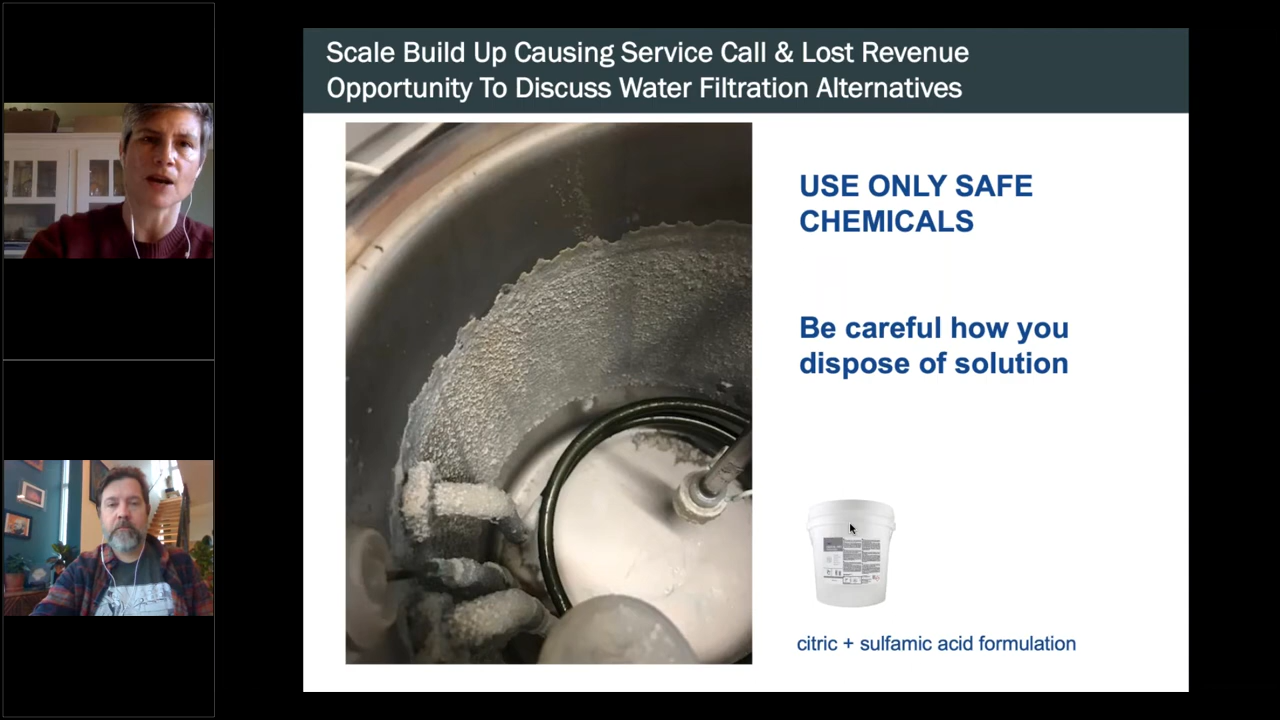 Scale Build Up Causing Service Call & Lost Revenue
Opportunity To Discuss Water Filtration Alternatives
USE ONLY SAFE
CHEMICALS
Be careful how you
dispose of solution
citric + sulfamic acid formulation